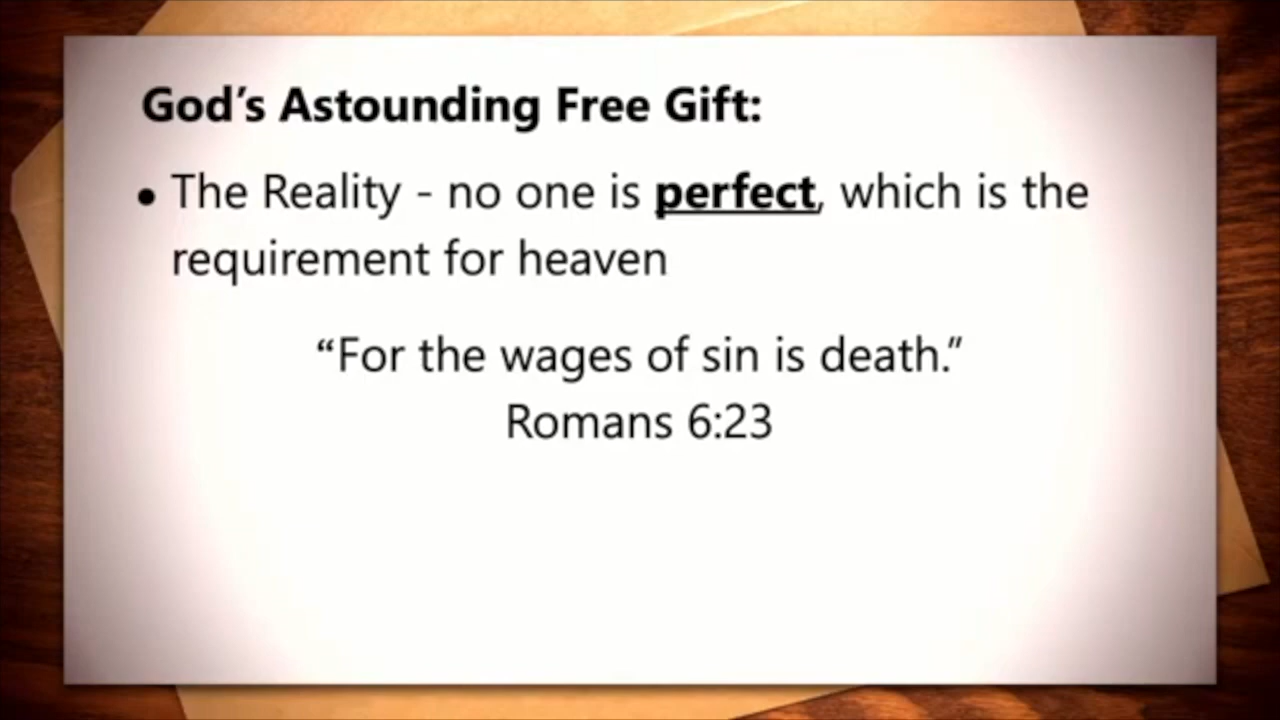 God’s Astounding Free Gift:
• The Reality - no one is perfect, which is the
requirement for heaven
“For the wages of sin is death.”
Romans 6:23